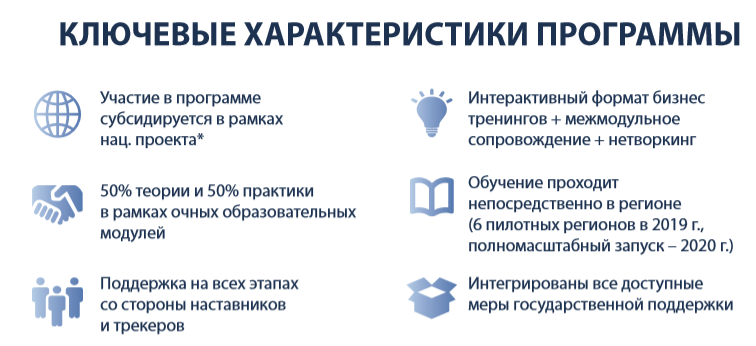 КЛЮЧЕВЫЕ ХАРАКТЕРИСТИКИ ПРОГРАММЫ
Участие в программе
субсидируется в рамках
нац. проекта*
50% теории и 50% практики
в рамках очных образовательных
модулей
Поддержка на всех этапах
со стороны наставников
и трекеров
Интерактивный формат бизнес
тренингов + межмодульное
сопровождение + нетворкинг
Обучение проходит
непосредственно в регионе
(6 пилотных регионов в 2019 г.,
полномасштабный запуск – 2020 г.)
Интегрированы все доступные
меры государственной поддержки